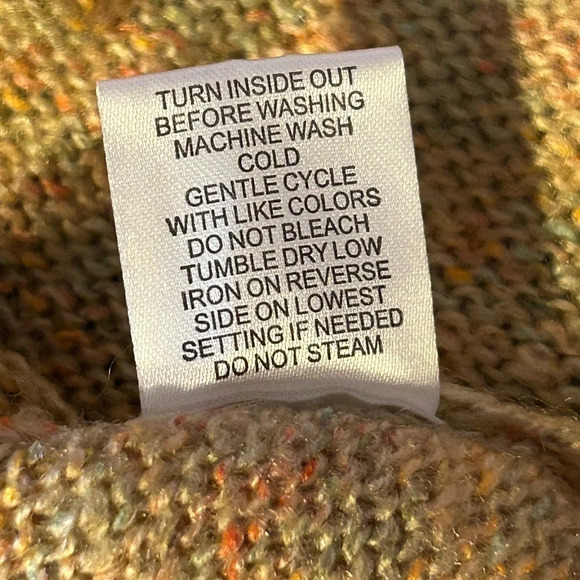 TURN INSIDE OUT
BEFORE WASHING
MACHINE WASH
COLD
GENTLE CYCLE
WITH LIKE COLORS
DO NOT BLEACH
TUMBLE DRY LOW
IRON ON REVERSE
SIDE ON LOWEST
SETTING IF NEEDED
DO NOT STEAM